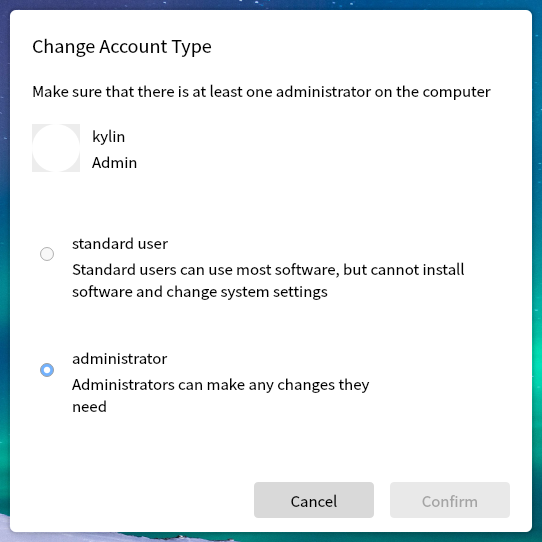 Change Account Type
Make sure that there is at least one administrator on the computer
kylin
Admin
standard user
Standard users can use most software, but cannot install
software and change system settings
administrator
Administrators can make any changes they
need
Cancel
Confirm